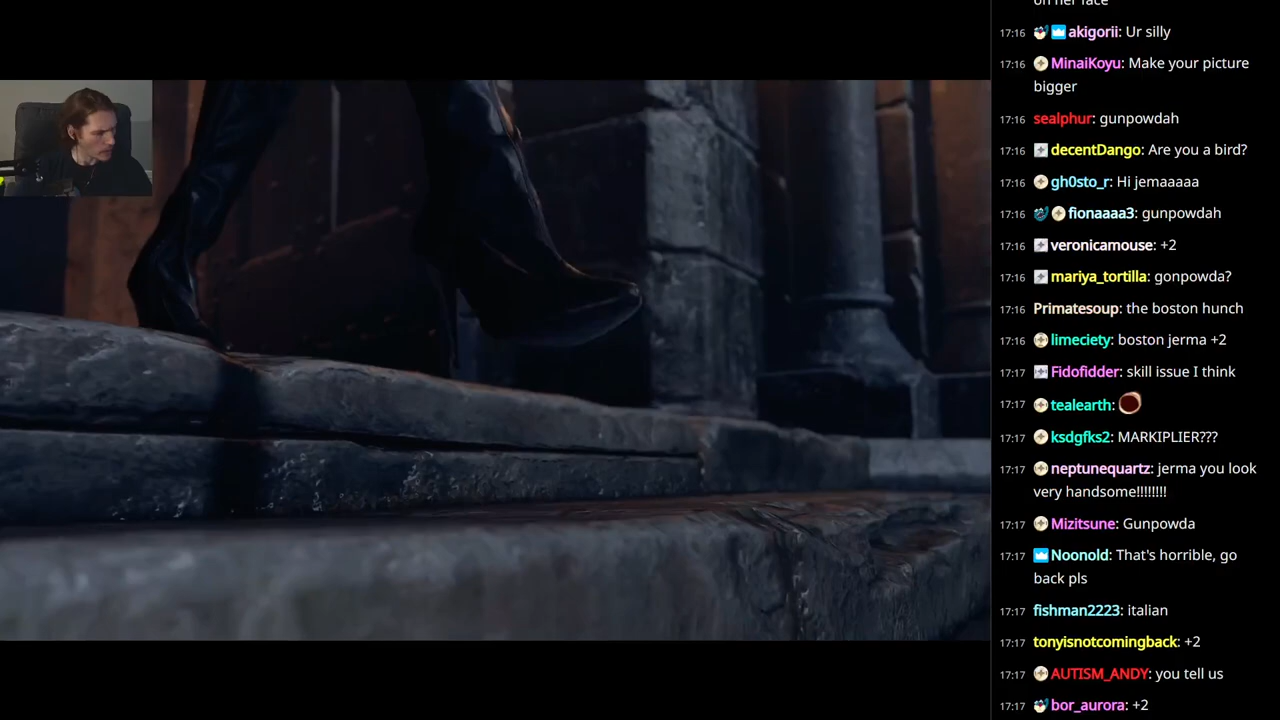 on her face
17:16 akigorii: Ur silly
17:16 MinaiKoyu: Make your picture
bigger
17:16 sealphur: gunpowdah
17:16 decentDango: Are you a bird?
17:16 gh0sto_r: Hi jemaaaaa
17:16 fionaaaa3: gunpowdah
17:16 veronicamouse: +2
17:16 mariya_tortilla: gonpowda?
17:16 Primatesoup: the boston hunch
17:16 limeciety: boston jerma +2
17:17 Fidofidder: skill issue I think
17:17 tealearth:
17:17 ksdgfks2: MARKIPLIER???
17:17 neptunequartz: jerma you look
very handsome!!!!!!!!
17:17 Mizitsune: Gunpowda
17:17 Noonold: That's horrible, go
back pls
17:17 fishman2223: italian
17:17 tonyisnotcomingback: +2
17:17 AUTISM_ANDY: you tell us
17:17 bor_aurora: +2